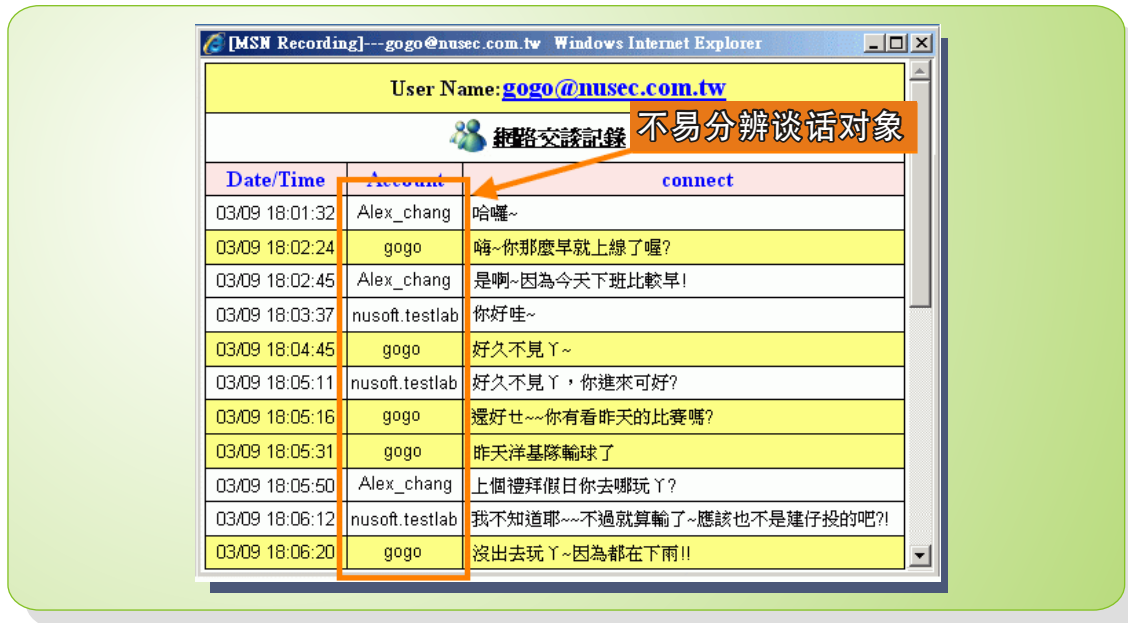 [MSN Recording]---gogo@nusec.com.tw Windows Internet Explorer
User Name:gogo@nusec.com.tw
網路交談記錄
不易分辨谈话对象
Date/Time Account connect
03/09 18:01:32 Alex_chang 哈囉~
03/09 18:02:24 gogo 嗨~你那麼早就上線了喔?
03/09 18:02:45 Alex_chang 是啊~因為今天下班比較早!
03/09 18:03:37 nusoft.testlab 你好哇~
03/09 18:04:45 gogo 好久不見ㄚ~
03/09 18:05:11 nusoft.testlab 好久不見ㄚ，你進來可好?
03/09 18:05:16 gogo 還好ㄝ~~你有看昨天的比賽嗎?
03/09 18:05:31 gogo 昨天洋基隊輸球了
03/09 18:05:50 Alex_chang 上個禮拜假日你去哪玩ㄚ?
03/09 18:06:12 nusoft.testlab 我不知道耶~~不過就算輸了~應該也不是建仔投的吧?!
03/09 18:06:20 gogo 沒出去玩ㄚ~因為都在下雨!!